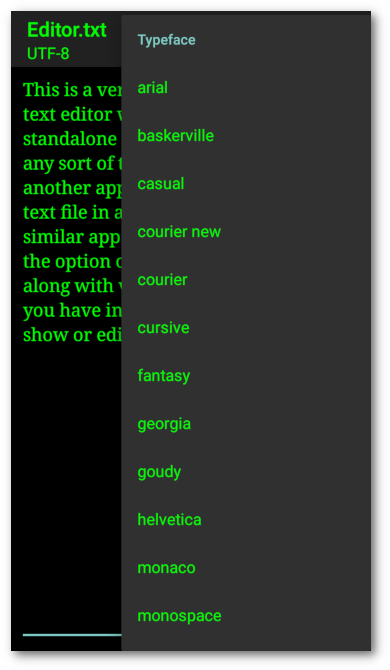 Editor.txt
UTF-8
This is a
text editor
standalone
any sort of
another app
text file in a
similar app
the option
along with
you have in
show or edi
Typeface
arial
baskerville
casual
courier new
courier
cursive
fantasy
georgia
goudy
helvetica
monaco
monospace